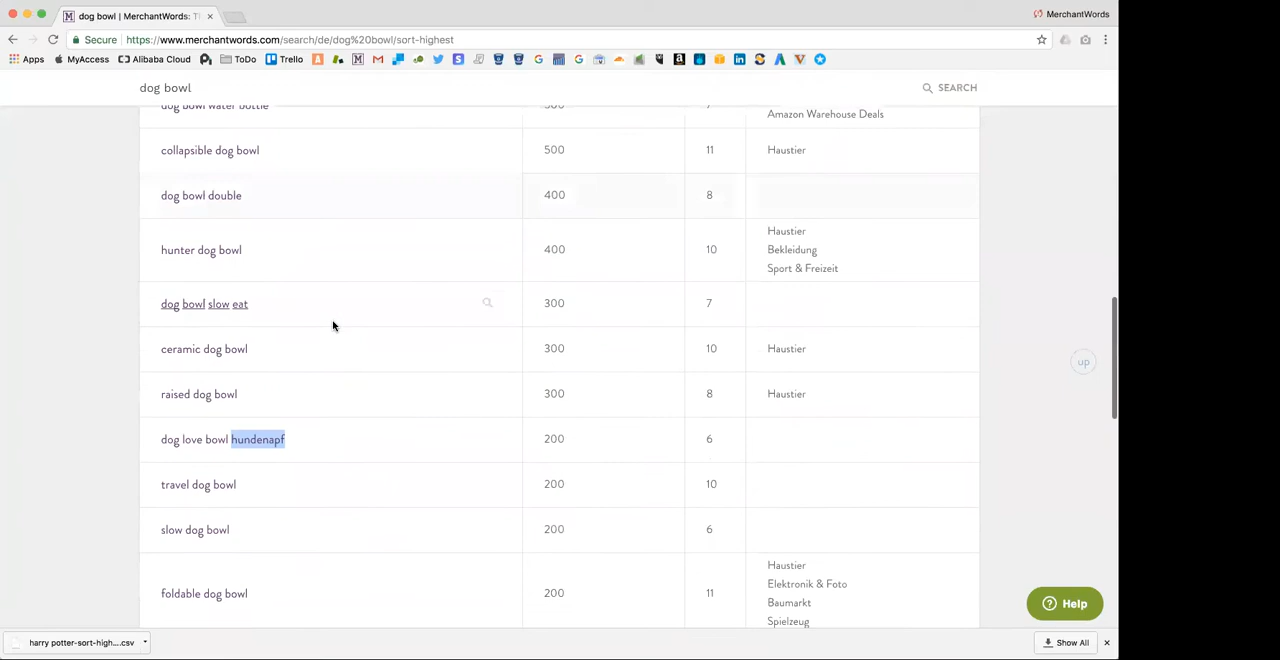 dog bowl | MerchantWords: T
MerchantWords
Secure
https://www.merchantwords.com/search/de/dog%20bowl/sort-highest
Apps
MyAccess
Alibaba Cloud
ToDo
Trello
dog bowl
SEARCH
dog bowl water bottle
7
Amazon Warehouse Deals
collapsible dog bowl
500
11
Haustier
dog bowl double
400
8
hunter dog bowl
400
10
Haustier
Bekleidung
Sport & Freizeit
dog bowl slow eat
300
7
ceramic dog bowl
300
10
Haustier
raised dog bowl
300
8
Haustier
dog love bowl hundenapf
200
6
travel dog bowl
200
10
slow dog bowl
200
6
foldable dog bowl
200
11
Haustier
Elektronik & Foto
Baumarkt
Spielzeug
up
Help
harry potter-sort-high....csv
Show All